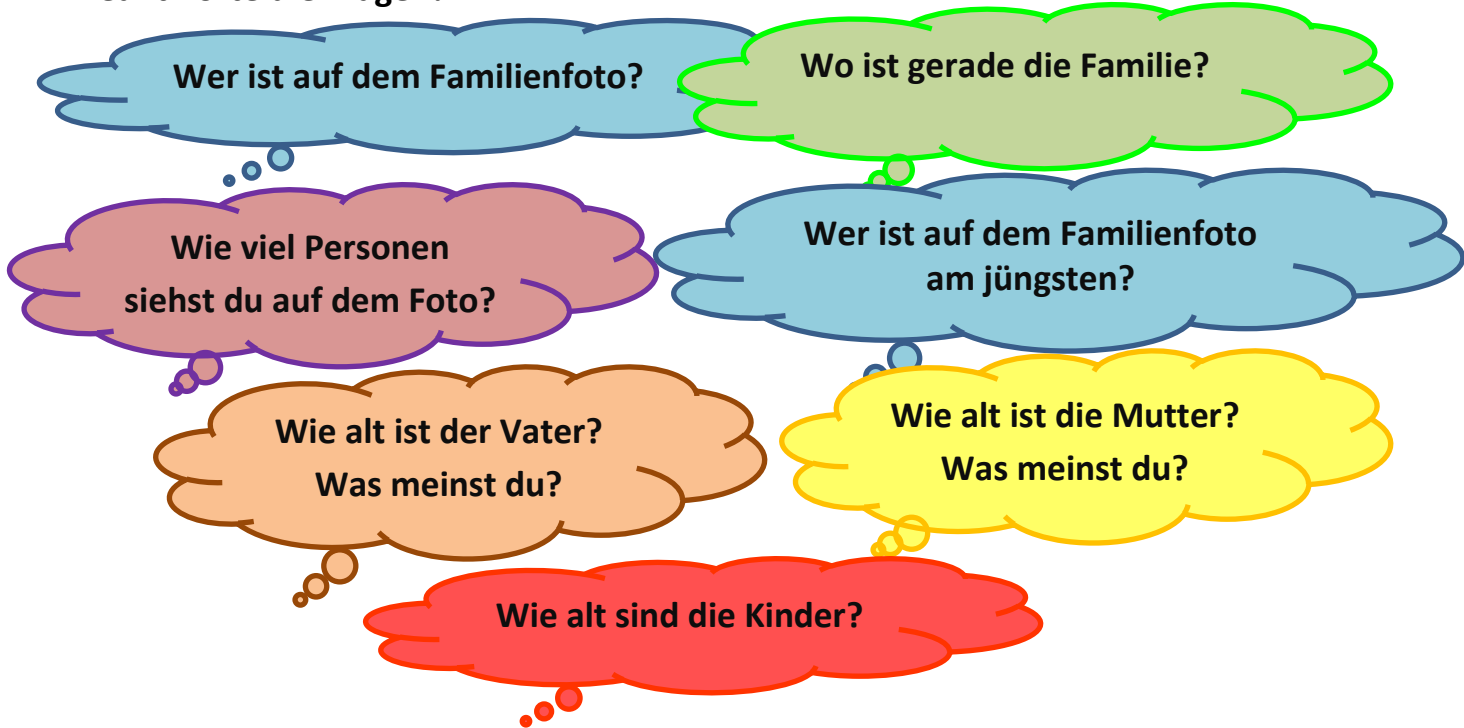 Wer ist auf dem Familienfoto?
Wo ist gerade die Familie?
Wie viel Personen
siehst du auf dem Foto?
Wer ist auf dem Familienfoto
am jüngsten?
Wie alt ist der Vater?
Was meinst du?
Wie alt ist die Mutter?
Was meinst du?
Wie alt sind die Kinder?